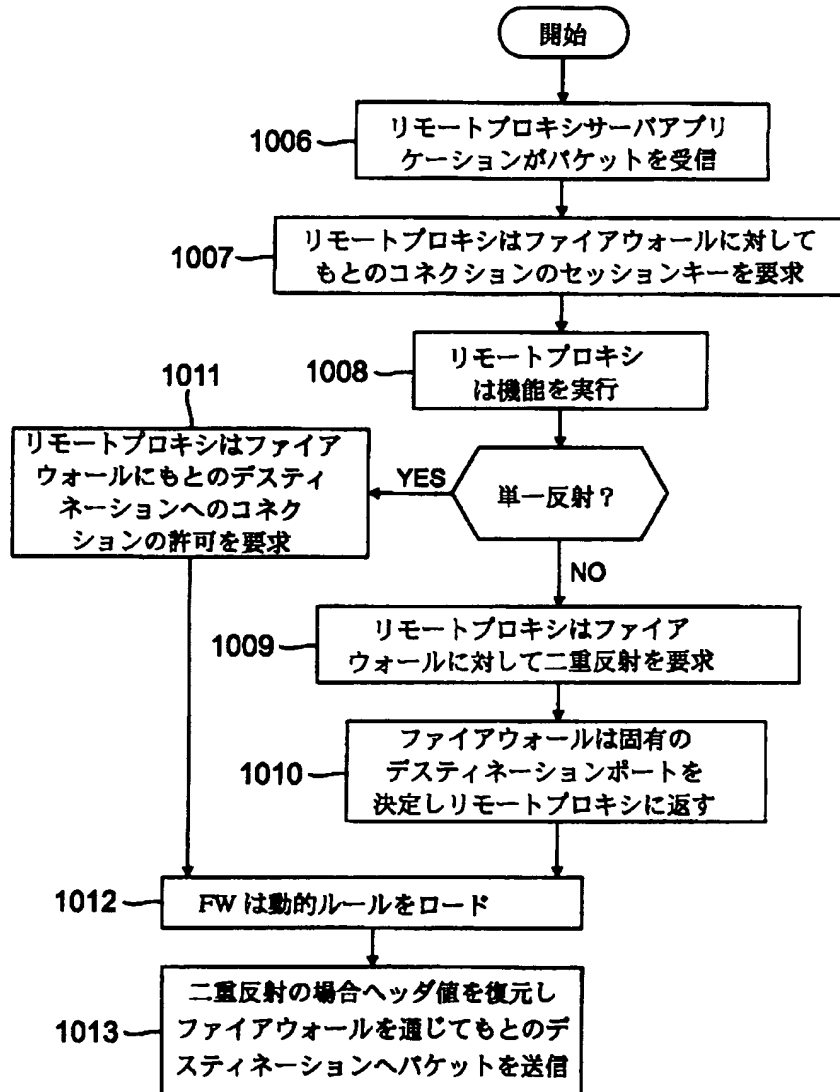 開始
1006
リモートプロキシサーバアプリ
ケーションがパケットを受信
1007
リモートプロキシはファイアウォールに対して
もとのコネクションのセッションキーを要求
1008
リモートプロキシ
は機能を実行
単一反射？
YES
NO
1011
リモートプロキシはファイア
ウォールにもとのデスティ
ネーションへのコネク
ションの許可を要求
1009
リモートプロキシはファイア
ウォールに対して二重反射を要求
1010
ファイアウォールは固有の
デスティネーションポートを
決定しリモートプロキシに返す
1012
FW は動的ルールをロード
1013
二重反射の場合ヘッダ値を復元し
ファイアウォールを通じてもとのデ
スティネーションへパケットを送信